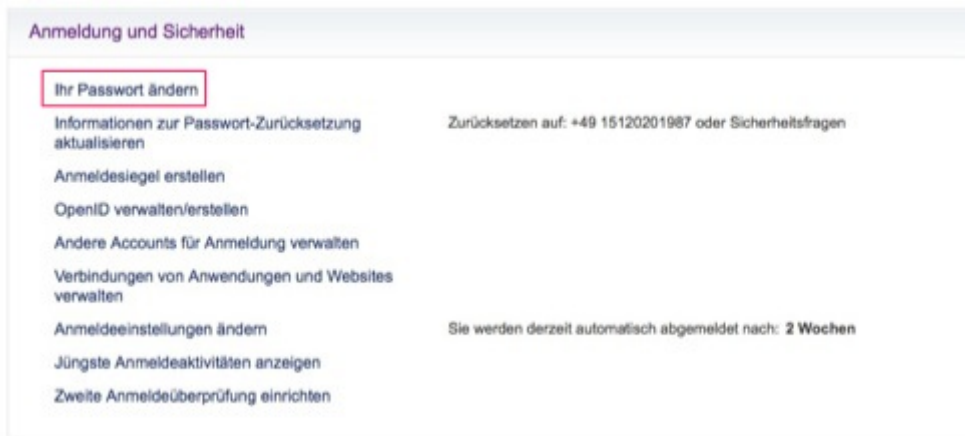 Anmeldung und Sicherheit
Ihr Passwort ändern
Informationen zur Passwort-Zurücksetzung
aktualisieren
Zurücksetzen auf: +49 15120201987 oder Sicherheitsfragen
Anmeldesiegel erstellen
OpenID verwalten/erstellen
Andere Accounts für Anmeldung verwalten
Verbindungen von Anwendungen und Websites
verwalten
Anmeldeeinstellungen ändern
Sie werden derzeit automatisch abgemeldet nach: 2 Wochen
Jüngste Anmeldeaktivitäten anzeigen
Zweite Anmeldeüberprüfung einrichten